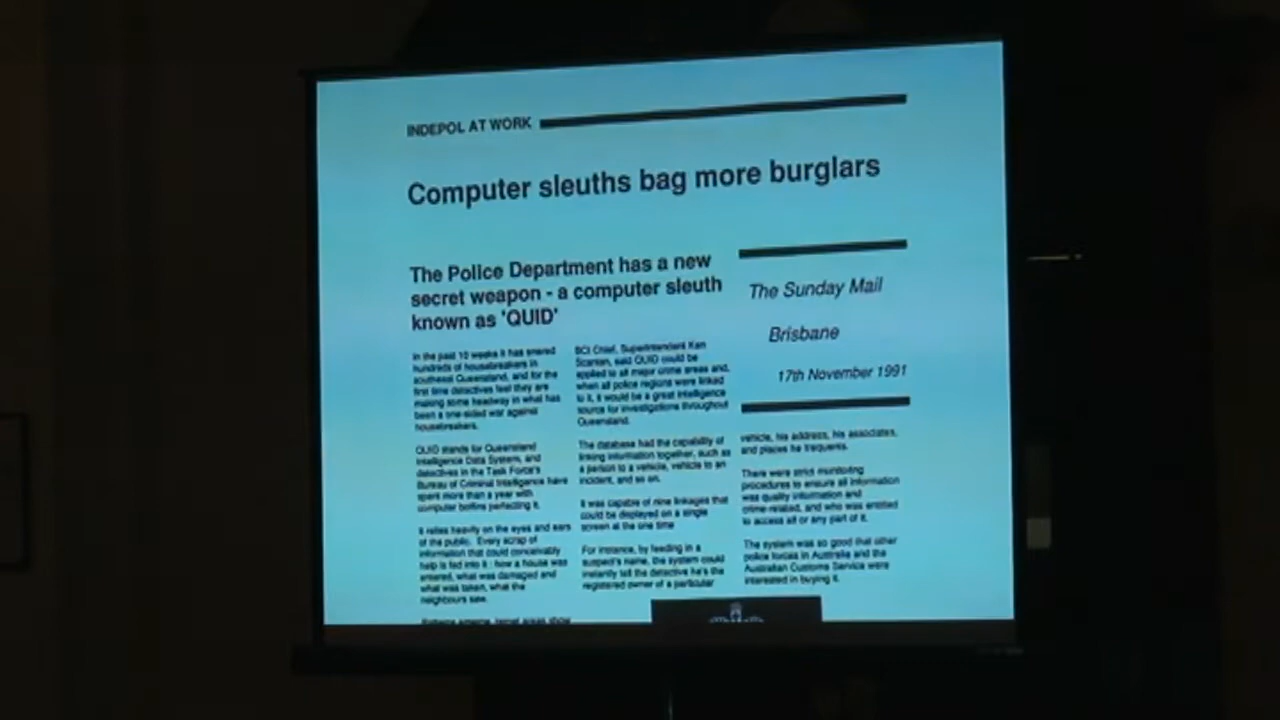 INDEPOL AT WORK
Computer sleuths bag more burglars
The Police Department has a new
secret weapon - a computer sleuth
known as 'QUID'
The Sunday Mail
Brisbane
17th November 1991
In the past 10 weeks it has snared
hundreds of housebreakers in
southeast Queensland, and for the
first time detectives feel they are
making some headway in what has
been a one-sided war against
housebreakers.
QUID stands for Queensland
Intelligence Data System, and
detectives in the Task Force's
Bureau of Criminal Intelligence have
spent more than a year with
computer boffins perfecting it.
It relies heavily on the eyes and ears
of the public. Every scrap of
information that could conceivably
help is fed into it : how a house was
entered, what was damaged and
what was taken, what the
neighbours saw.
BCI Chief, Superintendent Ken
Scanlan, said QUID could be
applied to all major crime areas and,
when all police regions were linked
to it, it would be a great intelligence
source for investigations throughout
Queensland.
The database had the capability of
linking information together, such as
a person to a vehicle, vehicle to an
incident, and so on.
It was capable of nine linkages that
could be displayed on a single
screen at the one time
For instance, by feeding in a
suspect's name, the system could
instantly tell the detective he's the
registered owner of a particular
vehicle, his address, his associates,
and places he frequents.
There were strict monitoring
procedures to ensure all information
was quality information and
crime-related, and who was entitled
to access all or any part of it.
The system was so good that other
police forces in Australia and the
Australian Customs Service were
interested in buying it.